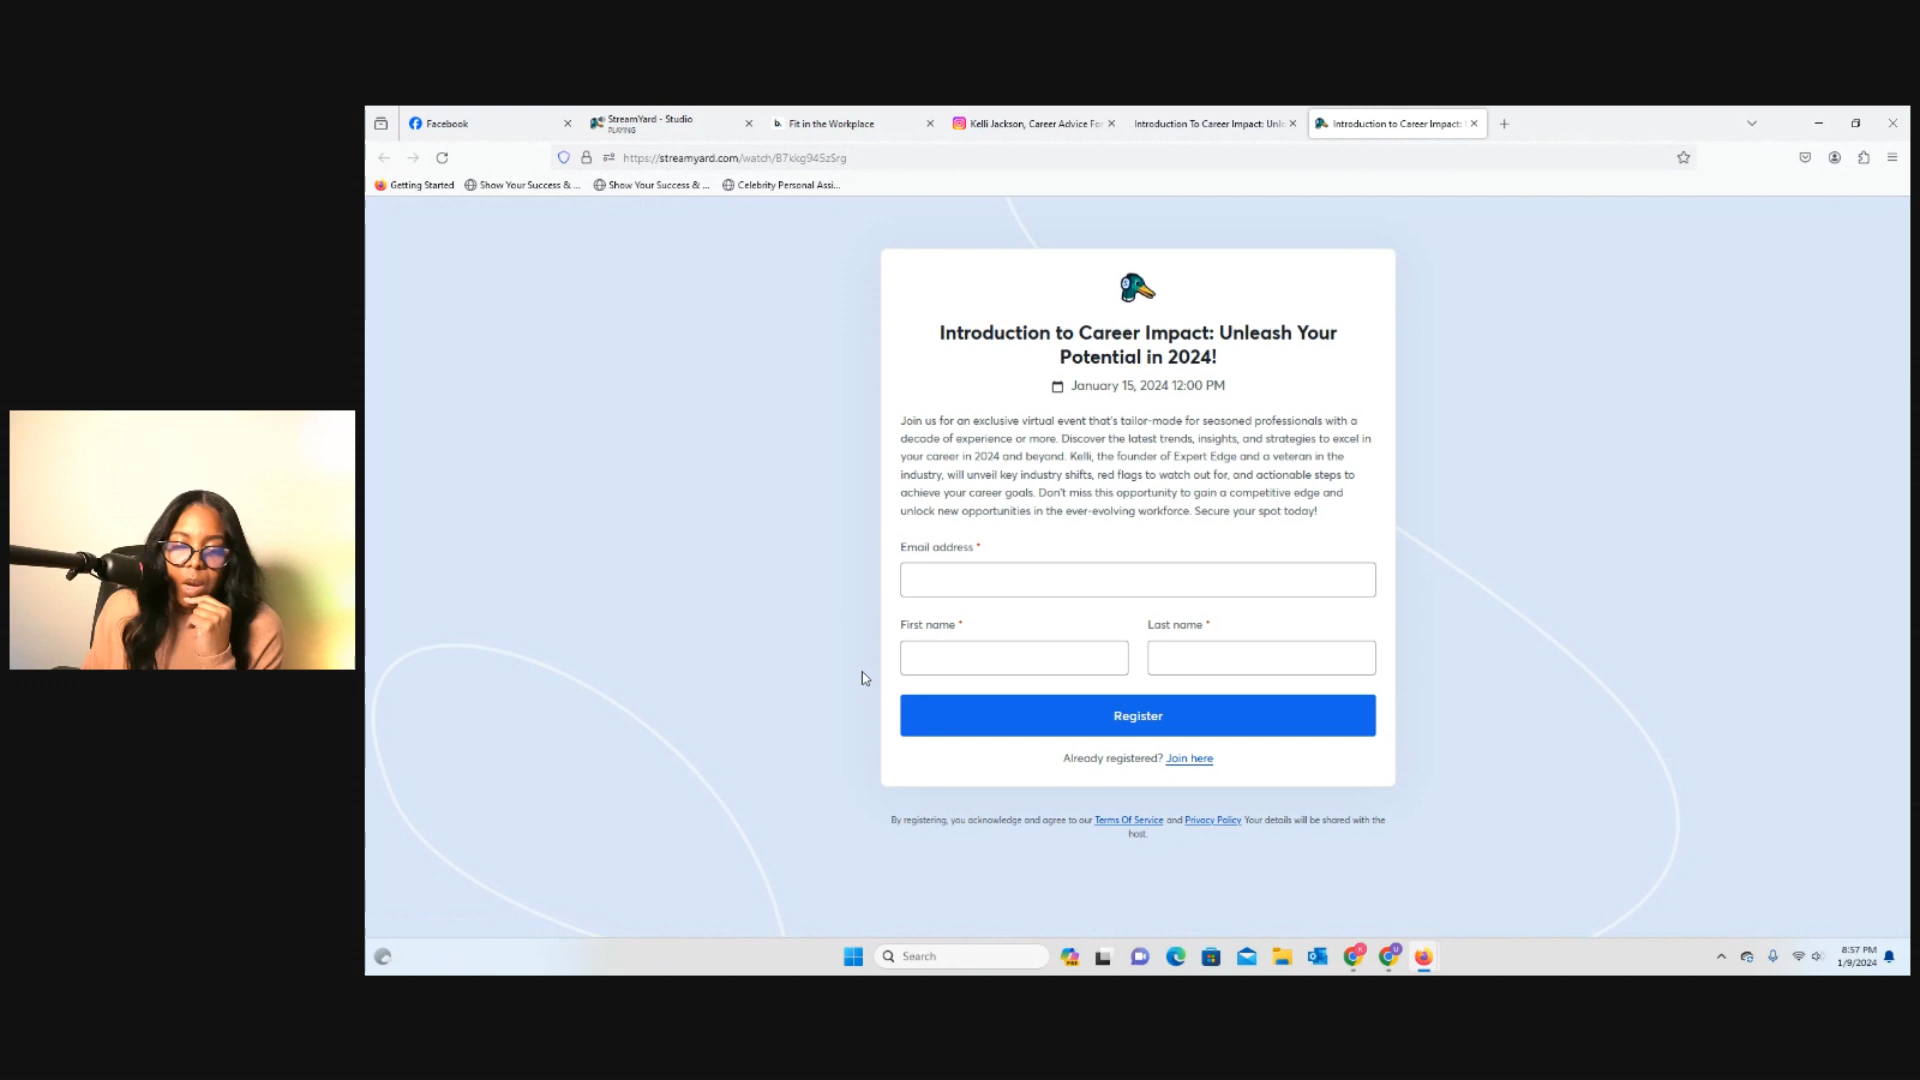 Facebook
StreamYard - Studio
PLAYING
b. Fit in the Workplace
Kelli Jackson, Career Advice For
Introduction To Career Impact: Unlc
Introduction to Career Impact:
https://streamyard.com/watch/B7kkg945zSrg
Getting Started
Show Your Success & ...
Show Your Success & ...
Celebrity Personal Assi...
Introduction to Career Impact: Unleash Your
Potential in 2024!
January 15, 2024 12:00 PM
Join us for an exclusive virtual event that's tailor-made for seasoned professionals with a
decade of experience or more. Discover the latest trends, insights, and strategies to excel in
your career in 2024 and beyond. Kelli, the founder of Expert Edge and a veteran in the
industry, will unveil key industry shifts, red flags to watch out for, and actionable steps to
achieve your career goals. Don't miss this opportunity to gain a competitive edge and
unlock new opportunities in the ever-evolving workforce. Secure your spot today!
Email address *
First name *
Last name *
Register
Already registered? Join here
By registering, you acknowledge and agree to our Terms Of Service and Privacy Policy Your details will be shared with the
host.
Search
8:57 PM
1/9/2024